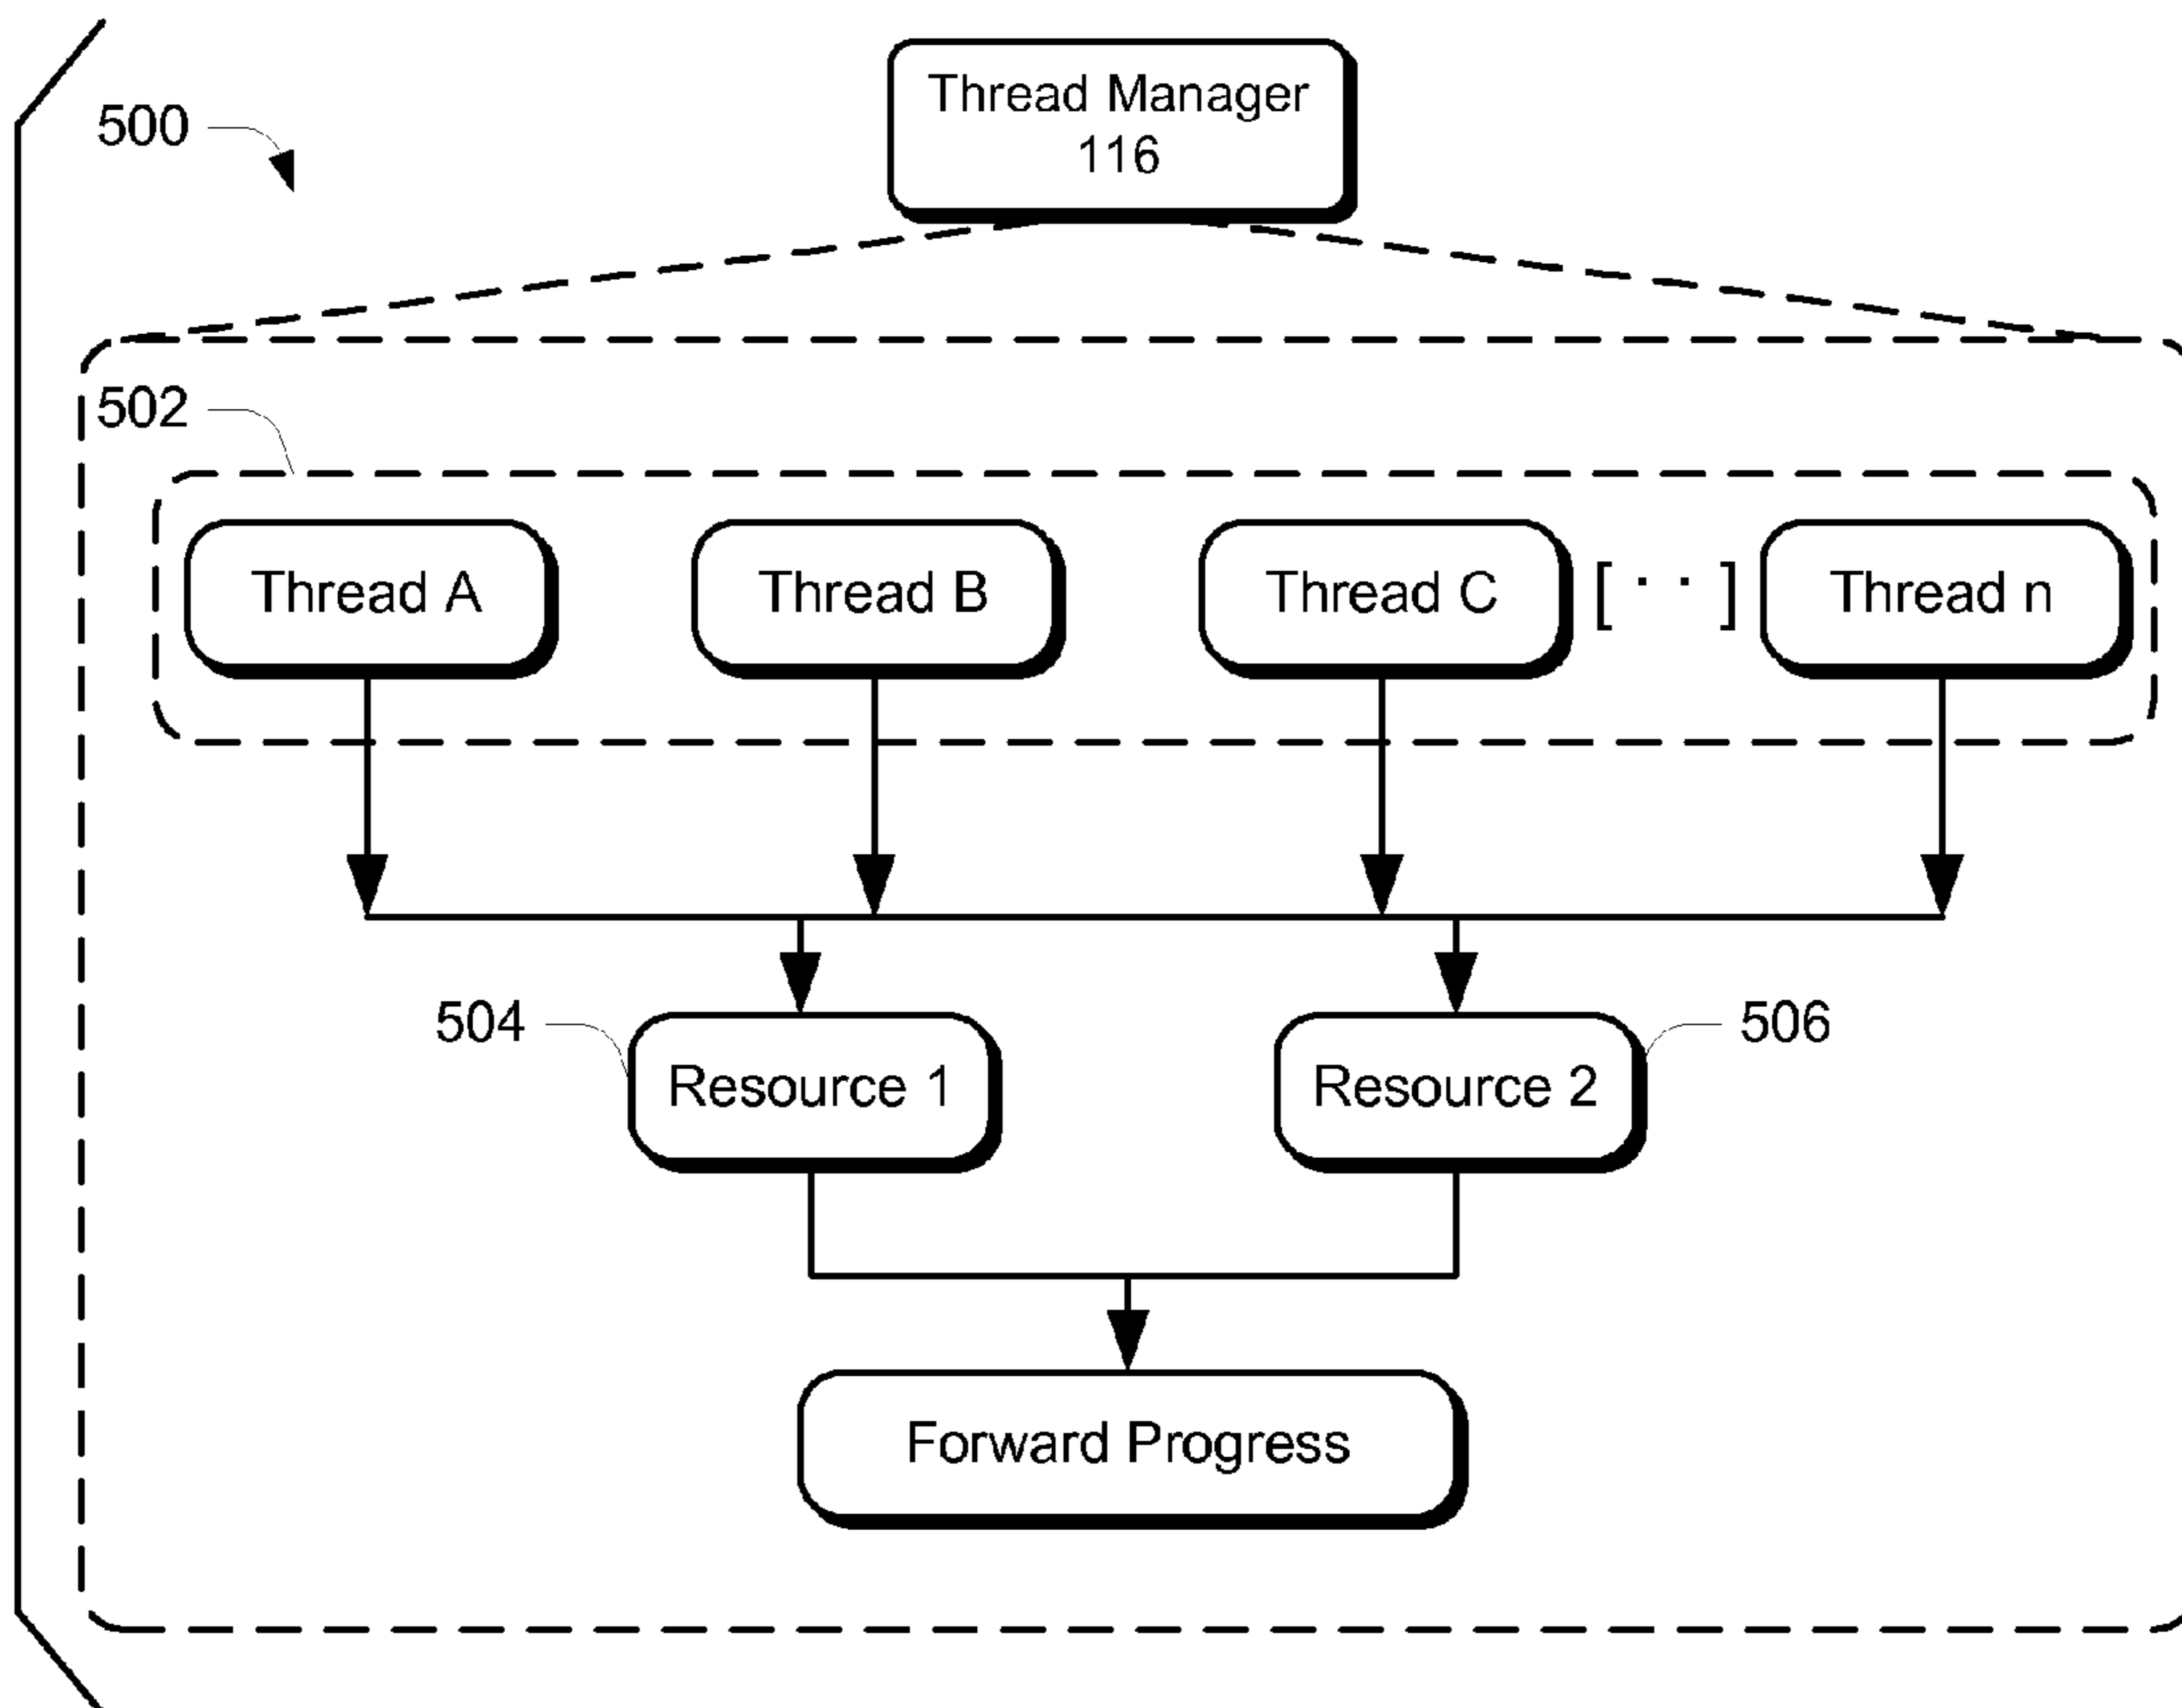 Thread Manager
116
500
502
Thread A
Thread B
Thread C
[ · · ]
Thread n
504
Resource 1
Resource 2
506
Forward Progress